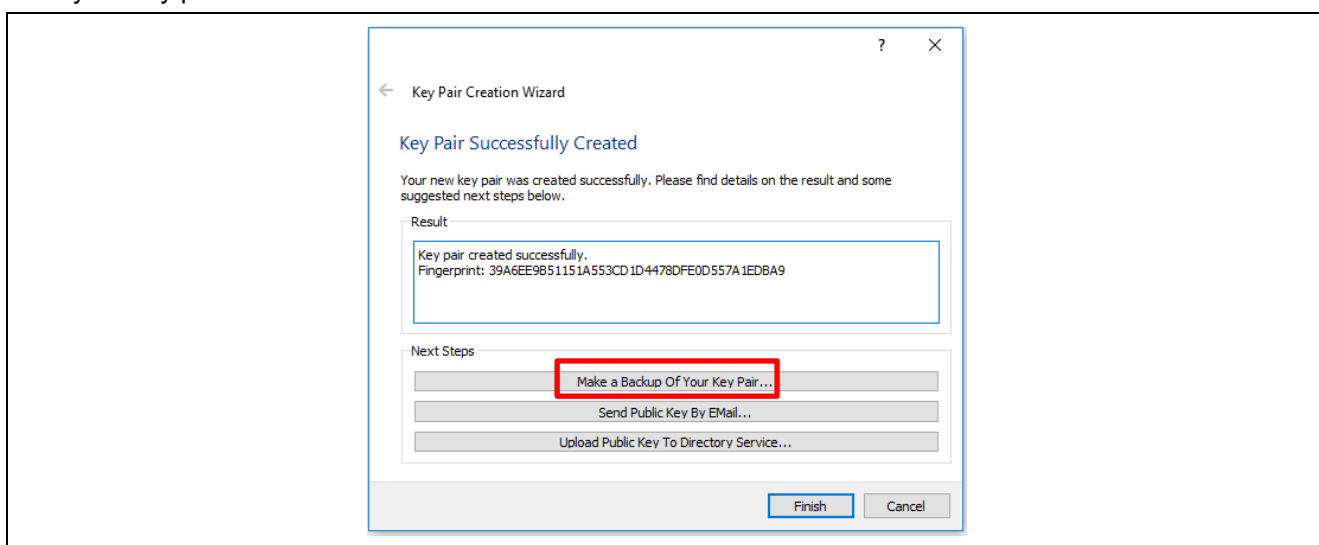 ?
Key Pair Creation Wizard
Key Pair Successfully Created
Your new key pair was created successfully. Please find details on the result and some
suggested next steps below.
Result
Key pair created successfully.
Fingerprint: 39A6EE9B51151A553CD1D4478DFE0D557A1EDBA9
Next Steps
Make a Backup Of Your Key Pair...
Send Public Key By EMail...
Upload Public Key To Directory Service...
Finish Cancel